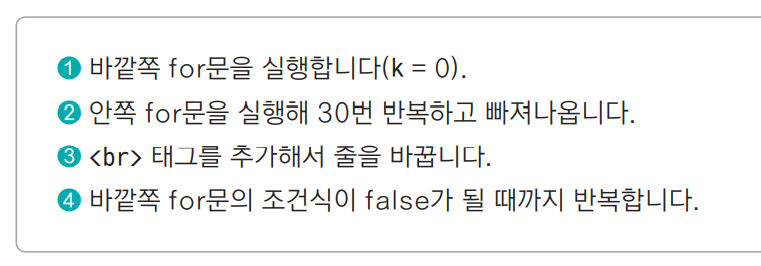 ❶ 바깥쪽 for문을 실행합니다(k = 0).
❷ 안쪽 for문을 실행해 30번 반복하고 빠져나옵니다.
❸ <br> 태그를 추가해서 줄을 바꿉니다.
❹ 바깥쪽 for문의 조건식이 false가 될 때까지 반복합니다.